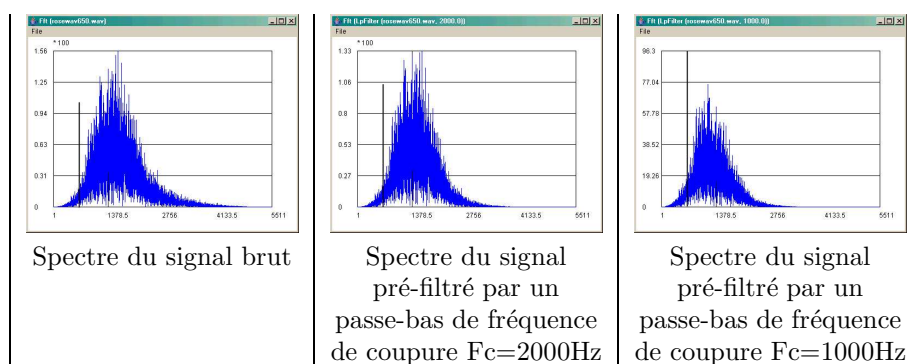 Fft (rosewav650.wav)
File
*100
1.56
1.25
0.94
0.63
0.31
0
1 1378.5 2756 4133.5 5511
Spectre du signal brut
Fft (LpFilter (rosewav650.wav, 2000.0))
File
*100
1.33
1.06
0.8
0.53
0.27
0
1 1378.5 2756 4133.5 5511
Spectre du signal
pré-filtré par un
passe-bas de fréquence
de coupure Fc=2000Hz
Fft (LpFilter (rosewav650.wav, 1000.0))
File
96.3
77.04
57.78
38.52
19.26
0
1 1378.5 2756 4133.5 5511
Spectre du signal
pré-filtré par un
passe-bas de fréquence
de coupure Fc=1000Hz